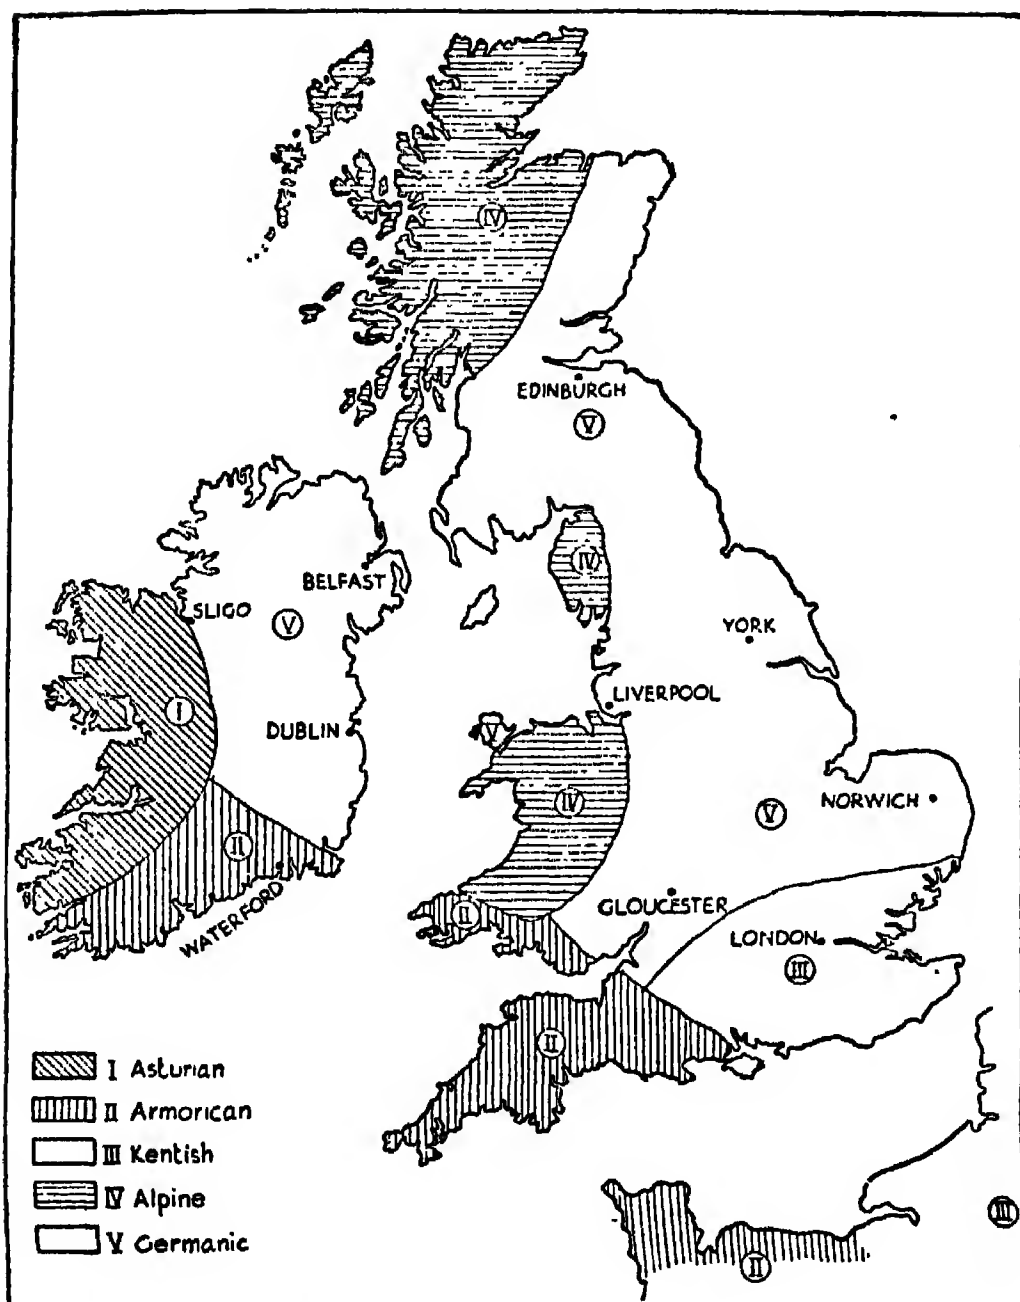 IV
EDINBURGH
V
IV
BELFAST
SLIGO
V
YORK
I
LIVERPOOL
DUBLIN
V
IV
V
NORWICH
II
WATERFORD
II
GLOUCESTER
LONDON
III
II
I Asturian
II Armorican
III Kentish
IV Alpine
V Germanic
III
II